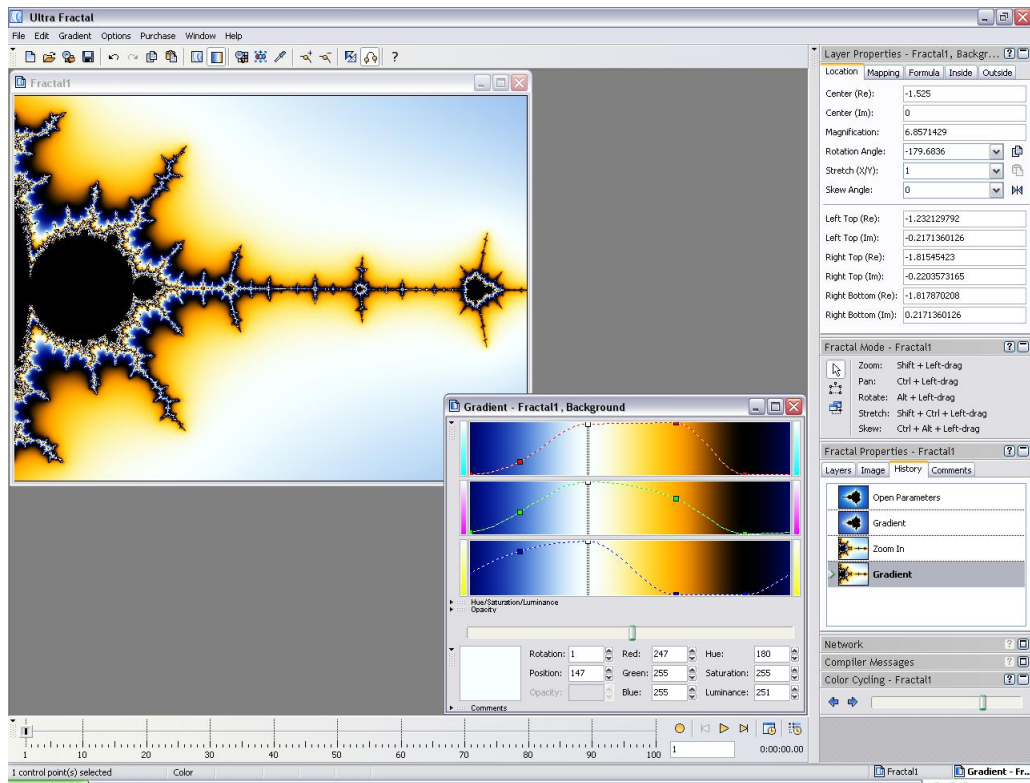 Ultra Fractal
File Edit Gradient Options Purchase Window Help
?
Fractal1
Layer Properties - Fractal1, Backgr...
Location Mapping Formula Inside Outside
Center (Re): -1.525
Center (Im): 0
Magnification: 6.8571429
Rotation Angle: -179.6836
Stretch (X/Y): 1
Skew Angle: 0
Left Top (Re): -1.232129792
Left Top (Im): -0.2171360126
Right Top (Re): -1.81545423
Right Top (Im): -0.2203573165
Right Bottom (Re): -1.817870208
Right Bottom (Im): 0.2171360126
Fractal Mode - Fractal1
Zoom: Shift + Left-drag
Pan: Ctrl + Left-drag
Rotate: Alt + Left-drag
Stretch: Shift + Ctrl + Left-drag
Skew: Ctrl + Alt + Left-drag
Fractal Properties - Fractal1
Layers Image History Comments
Open Parameters
Gradient
Zoom In
Gradient
Network
Compiler Messages
Color Cycling - Fractal1
Gradient - Fractal1, Background
Hue/Saturation/Luminance
Opacity
Rotation: 1 Red: 247 Hue: 180
Position: 147 Green: 255 Saturation: 255
Opacity: Blue: 255 Luminance: 251
Comments
1 10 20 30 40 50 60 70 80 90 100
1 0:00:00.00
1 control point(s) selected Color
Fractal1 Gradient - Fr...